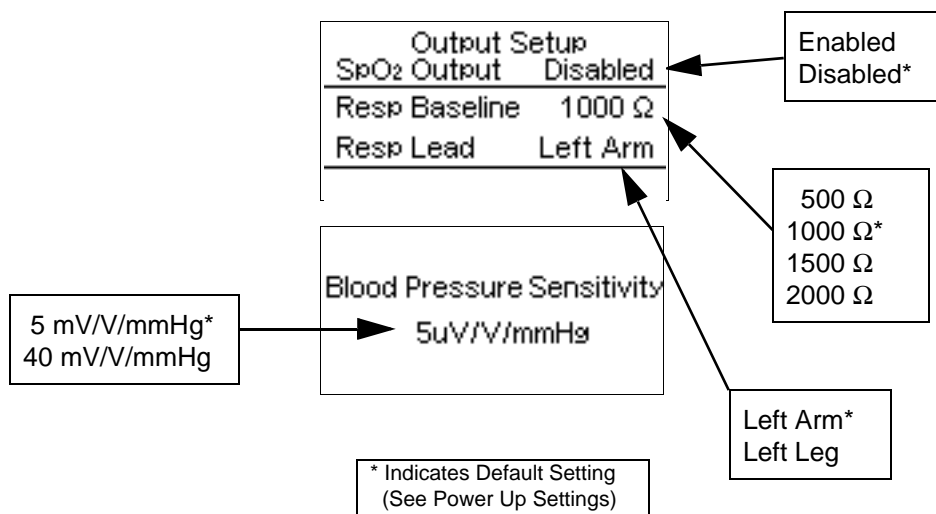 Output Setup
SpO₂ Output Disabled
Resp Baseline 1000 Ω
Resp Lead Left Arm
Enabled
Disabled*
500 Ω
1000 Ω*
1500 Ω
2000 Ω
Blood Pressure Sensitivity
5uV/V/mmHg
5 mV/V/mmHg*
40 mV/V/mmHg
Left Arm*
Left Leg
* Indicates Default Setting
(See Power Up Settings)